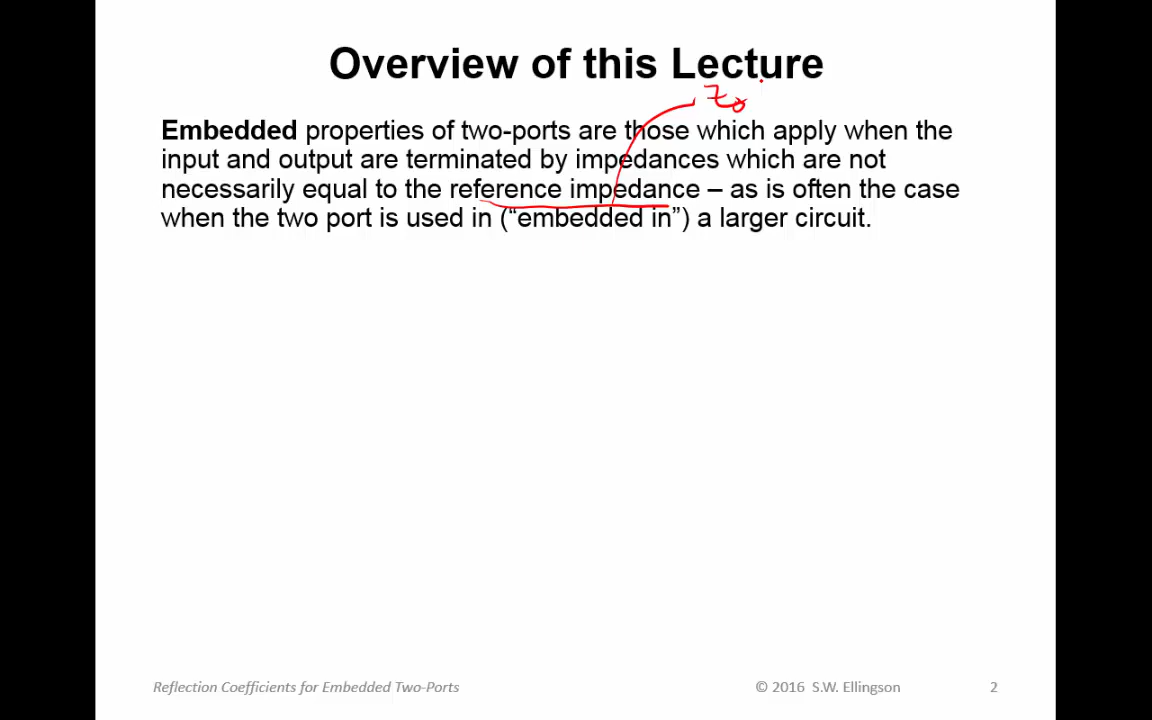 Overview of this Lecture
Z0
Embedded properties of two-ports are those which apply when the
input and output are terminated by impedances which are not
necessarily equal to the reference impedance – as is often the case
when the two port is used in (“embedded in”) a larger circuit.
Reflection Coefficients for Embedded Two-Ports
© 2016 S.W. Ellingson
2